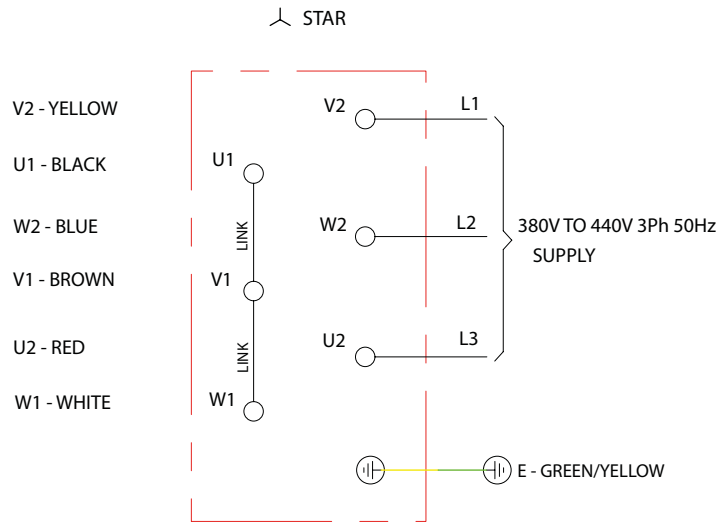 STAR
V2 - YELLOW
V2
L1
U1 - BLACK
U1
LINK
W2 - BLUE
W2
L2
380V TO 440V 3Ph 50Hz
SUPPLY
V1 - BROWN
V1
LINK
U2 - RED
U2
L3
W1 - WHITE
W1
E - GREEN/YELLOW